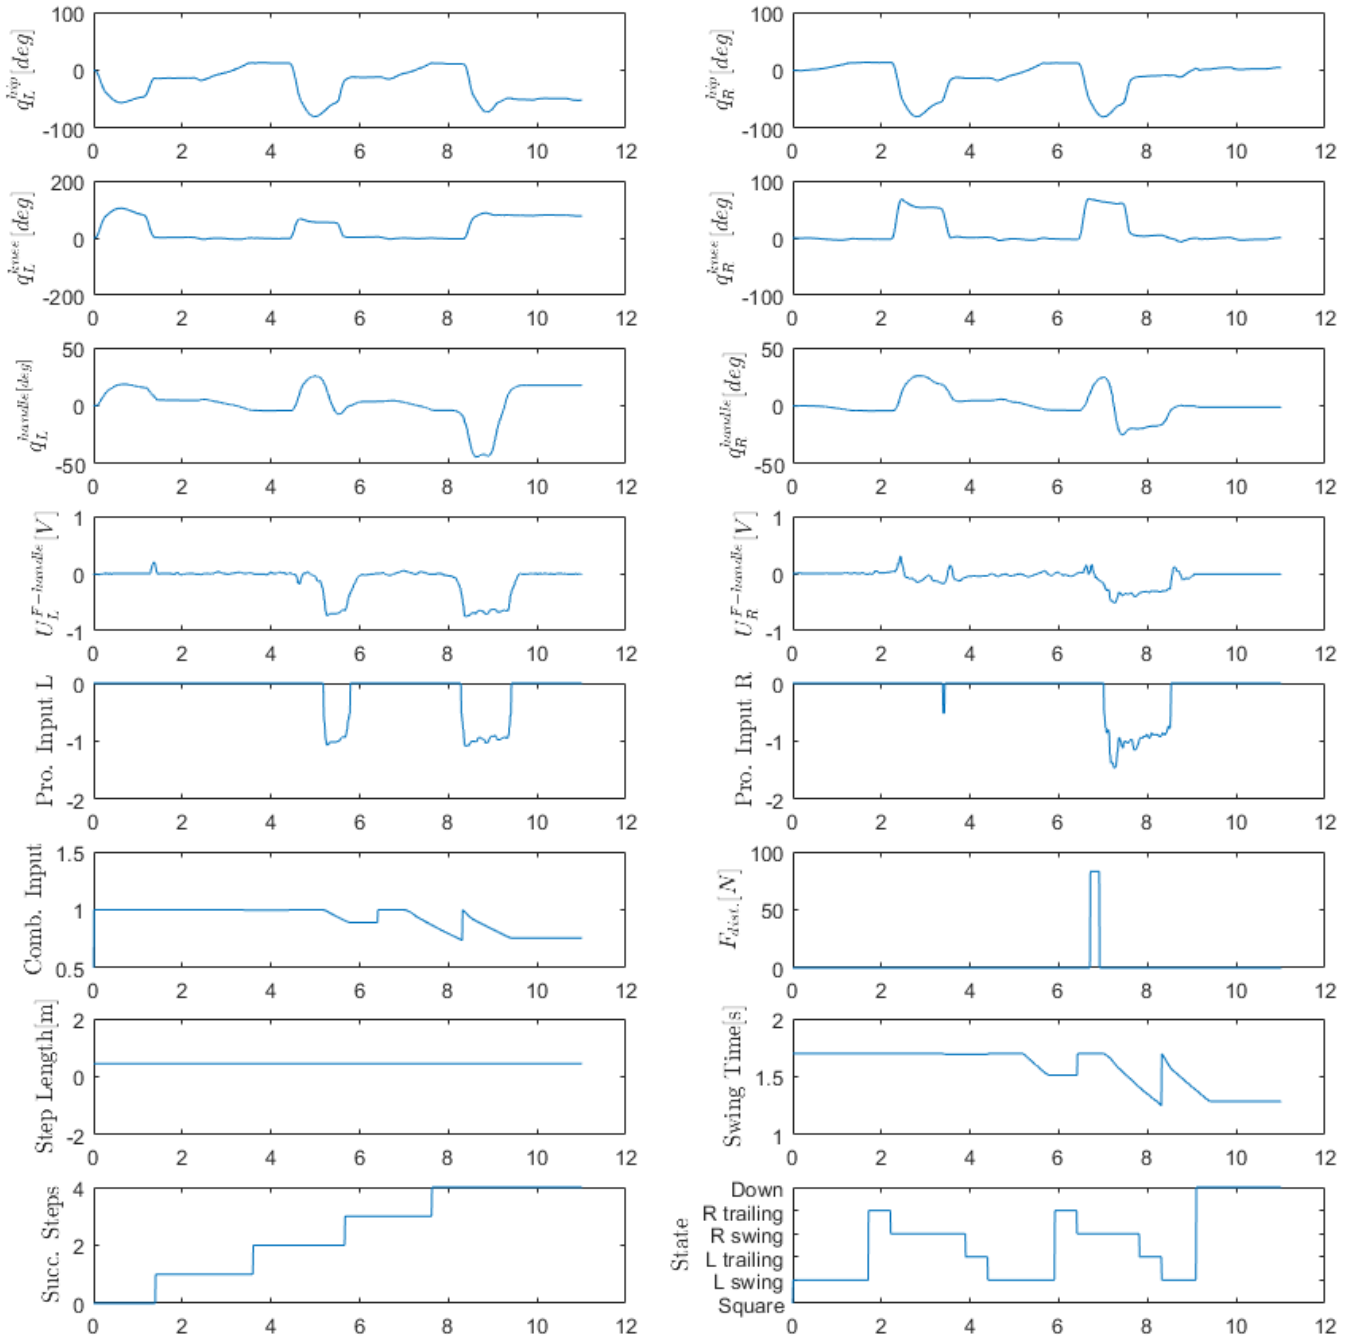 100
0
-100
q_L^{hip}[deg]
0 2 4 6 8 10 12
100
0
-100
q_R^{hip}[deg]
0 2 4 6 8 10 12
200
0
-200
q_L^{knee}[deg]
0 2 4 6 8 10 12
100
0
-100
q_R^{knee}[deg]
0 2 4 6 8 10 12
50
0
-50
q_L^{handle[deg]}
0 2 4 6 8 10 12
50
0
-50
q_R^{handle}[deg]
0 2 4 6 8 10 12
1
0
-1
U_L^{F-handle}[V]
0 2 4 6 8 10 12
1
0
-1
U_R^{F-handle}[V]
0 2 4 6 8 10 12
0
-1
-2
Pro. Input L
0 2 4 6 8 10 12
0
-1
-2
Pro. Input R
0 2 4 6 8 10 12
1.5
1
0.5
Comb. Input
0 2 4 6 8 10 12
100
50
0
F_{dist.}[N]
0 2 4 6 8 10 12
2
0
-2
Step Length[m]
0 2 4 6 8 10 12
2
1.5
1
Swing Time[s]
0 2 4 6 8 10 12
4
2
0
Succ. Steps
0 2 4 6 8 10 12
Down
R trailing
R swing
L trailing
L swing
Square
State
0 2 4 6 8 10 12